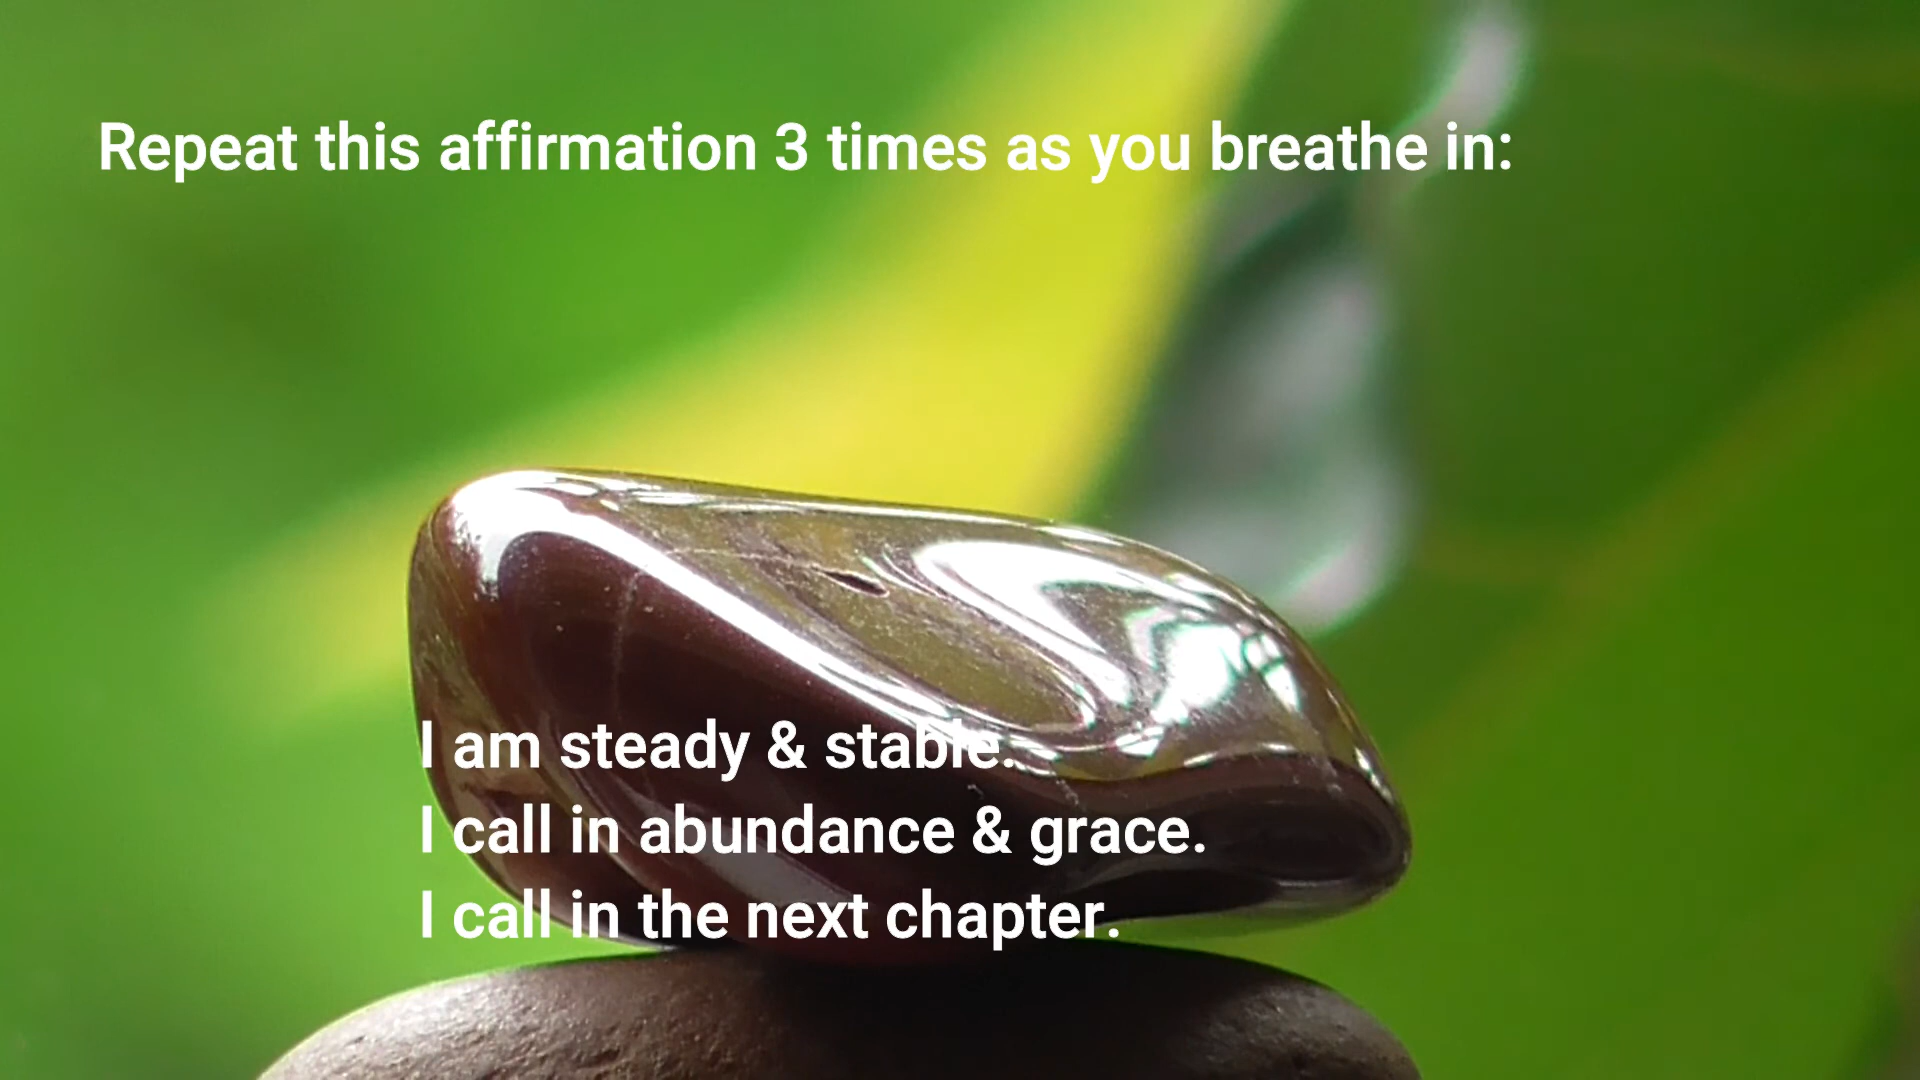 Repeat this affirmation 3 times as you breathe in:
I am steady & stable.
I call in abundance & grace.
I call in the next chapter.